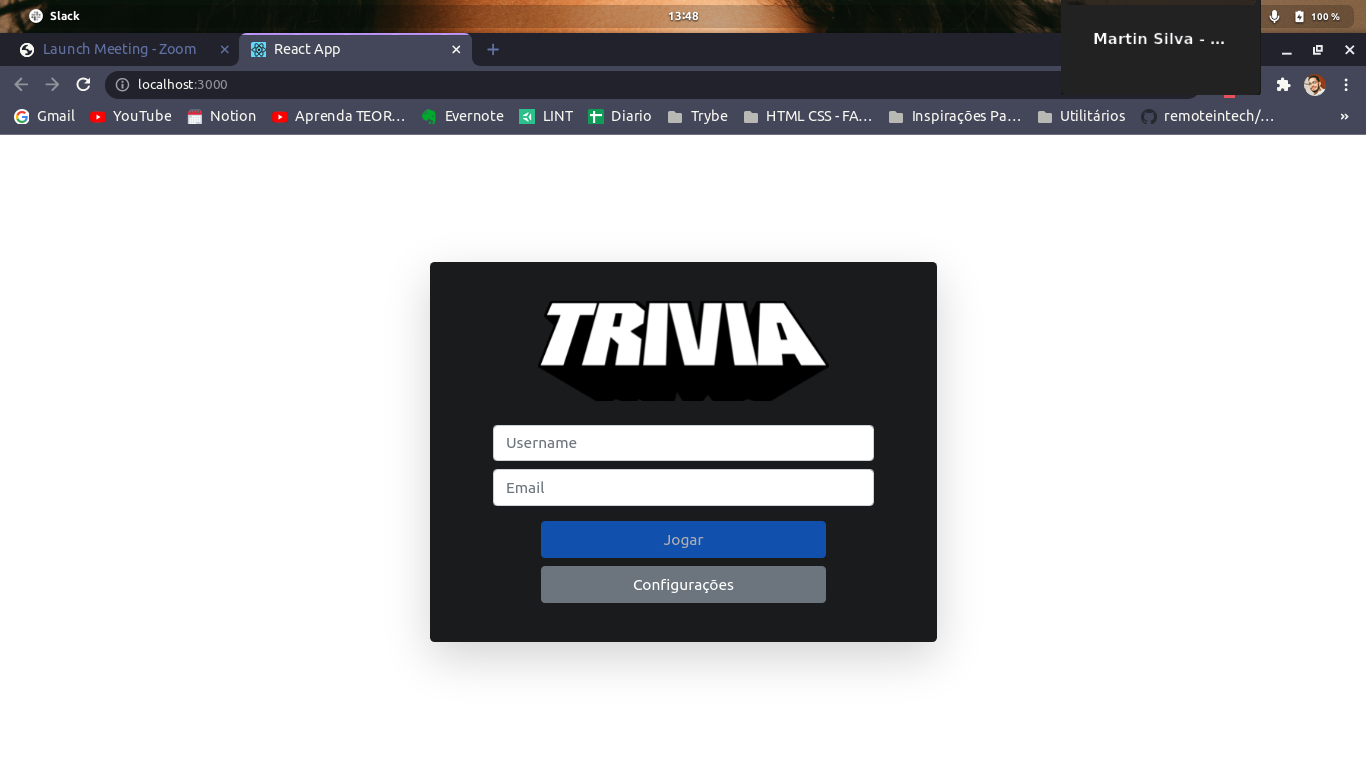 Slack
13:48
100 %
Martin Silva - ...
Launch Meeting - Zoom
React App
localhost:3000
Gmail
YouTube
Notion
Aprenda TEOR...
Evernote
LINT
Diario
Trybe
HTML CSS - FA...
Inspirações Pa...
Utilitários
remoteintech/...
TRIVIA
Username
Email
Jogar
Configurações